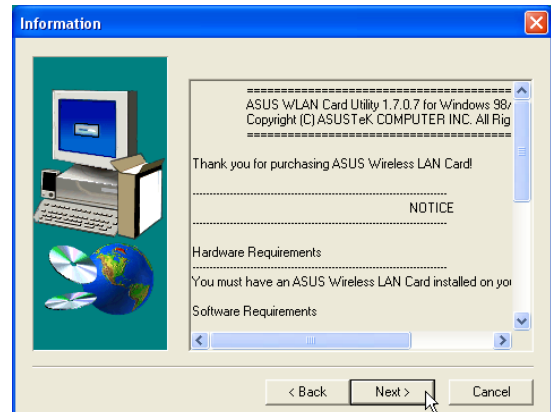 Information
==================================
ASUS WLAN Card Utility 1.7.0.7 for Windows 98/
Copyright (C) ASUSTeK COMPUTER INC. All Rig
==================================
Thank you for purchasing ASUS Wireless LAN Card!
NOTICE
Hardware Requirements
You must have an ASUS Wireless LAN Card installed on
Software Requirements
< Back Next > Cancel